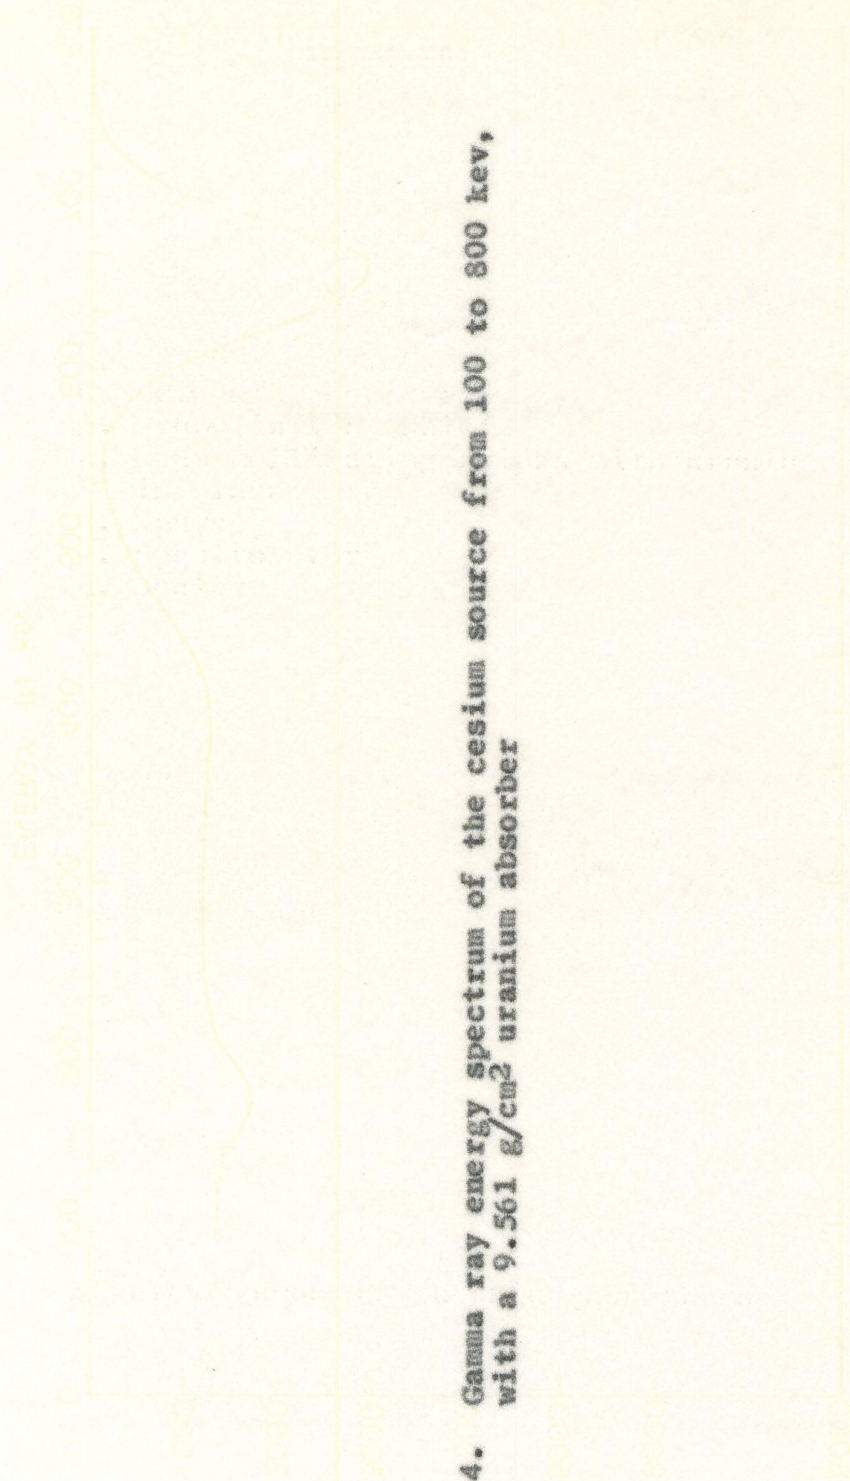 4. Gamma ray energy spectrum of the cesium source from 100 to 800 kev,
with a 9.561 g/cm2 uranium absorber